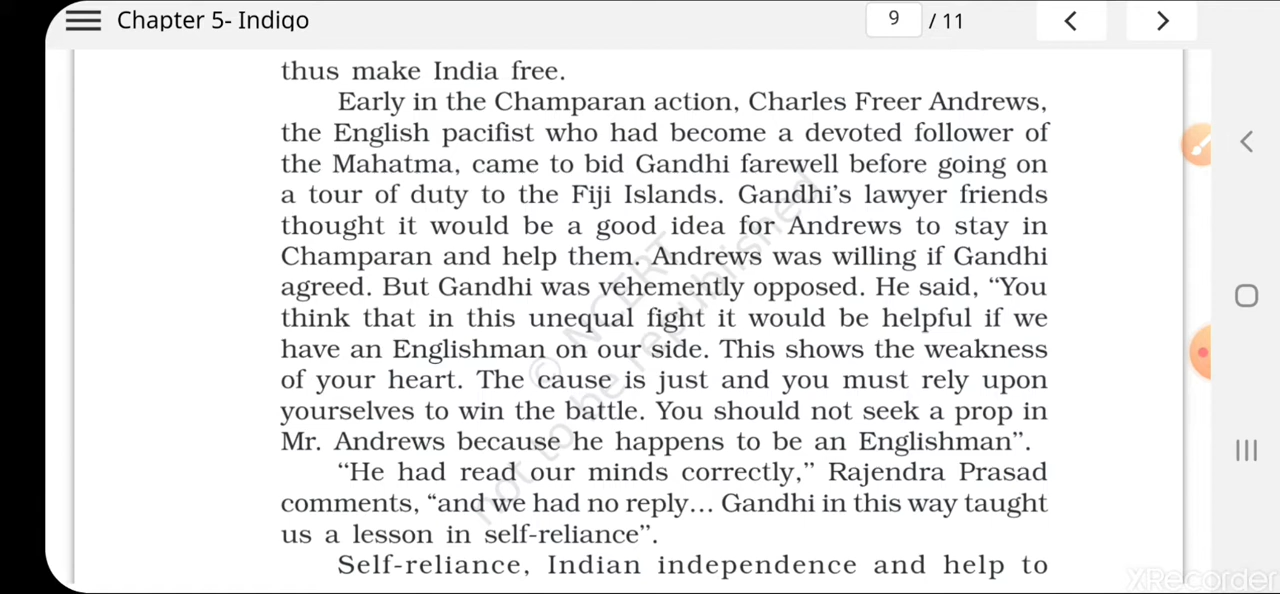 Chapter 5- Indigo
9 / 11
thus make India free.
Early in the Champaran action, Charles Freer Andrews,
the English pacifist who had become a devoted follower of
the Mahatma, came to bid Gandhi farewell before going on
a tour of duty to the Fiji Islands. Gandhi's lawyer friends
thought it would be a good idea for Andrews to stay in
Champaran and help them. Andrews was willing if Gandhi
agreed. But Gandhi was vehemently opposed. He said, “You
think that in this unequal fight it would be helpful if we
have an Englishman on our side. This shows the weakness
of your heart. The cause is just and you must rely upon
yourselves to win the battle. You should not seek a prop in
Mr. Andrews because he happens to be an Englishman”.
“He had read our minds correctly,” Rajendra Prasad
comments, “and we had no reply... Gandhi in this way taught
us a lesson in self-reliance”.
Self-reliance, Indian independence and help to
© NCERT
not to be republished
XRecorder